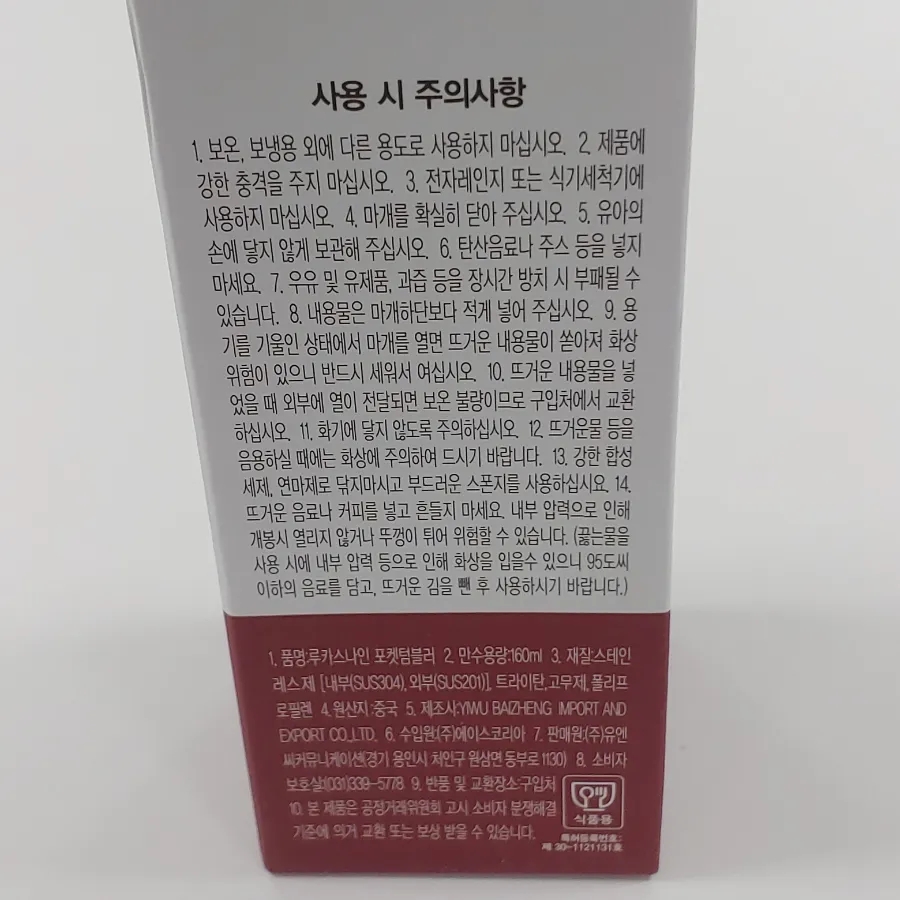 사용 시 주의사항
1. 보온, 보냉용 외에 다른 용도로 사용하지 마십시오. 2. 제품에
강한 충격을 주지 마십시오. 3. 전자레인지 또는 식기세척기에
사용하지 마십시오. 4. 마개를 확실히 닫아 주십시오. 5. 유아의
손에 닿지 않게 보관해 주십시오. 6. 탄산음료나 주스 등을 넣지
마세요. 7. 우유 및 유제품, 과즙 등을 장시간 방치 시 부패될 수
있습니다. 8. 내용물은 마개하단보다 적게 넣어 주십시오. 9. 용
기를 기울인 상태에서 마개를 열면 뜨거운 내용물이 쏟아져 화상
위험이 있으니 반드시 세워서 여십시오. 10. 뜨거운 내용물을 넣
었을 때 외부에 열이 전달되면 보온 불량이므로 구입처에서 교환
하십시오. 11. 화기에 닿지 않도록 주의하십시오. 12. 뜨거운물 등을
음용하실 때에는 화상에 주의하여 드시기 바랍니다. 13. 강한 합성
세제, 연마제로 닦지마시고 부드러운 스폰지를 사용하십시요. 14.
뜨거운 음료나 커피를 넣고 흔들지 마세요. 내부 압력으로 인해
개봉시 열리지 않거나 뚜껑이 튀어 위험할 수 있습니다. (끓는물을
사용 시에 내부 압력 등으로 인해 화상을 입을수 있으니 95도씨
이하의 음료를 담고, 뜨거운 김을 뺀 후 사용하시기 바랍니다.)
1. 품명:루카스나인 포켓텀블러 2. 만수용량:160ml 3. 재질:스테인
레스제 [내부(SUS304), 외부(SUS201)], 트라이탄,고무제,폴리프
로필렌 4.원산지:중국 5. 제조사:YIWU BAIZHENG IMPORT AND
EXPORT CO.,LTD. 6. 수입원(주)에이스코리아 7. 판매원(주)유엔
씨커뮤니케이션(경기 용인시 처인구 원삼면 동부로 1130) 8. 소비자
보호실(031)339-5778 9. 반품 및 교환장소:구입처
10. 본 제품은 공정거래위원회 고시 소비자 분쟁해결
기준에 의거 교환 또는 보상 받을 수 있습니다.
식품용
특허등록번호:
제 30-1121131호